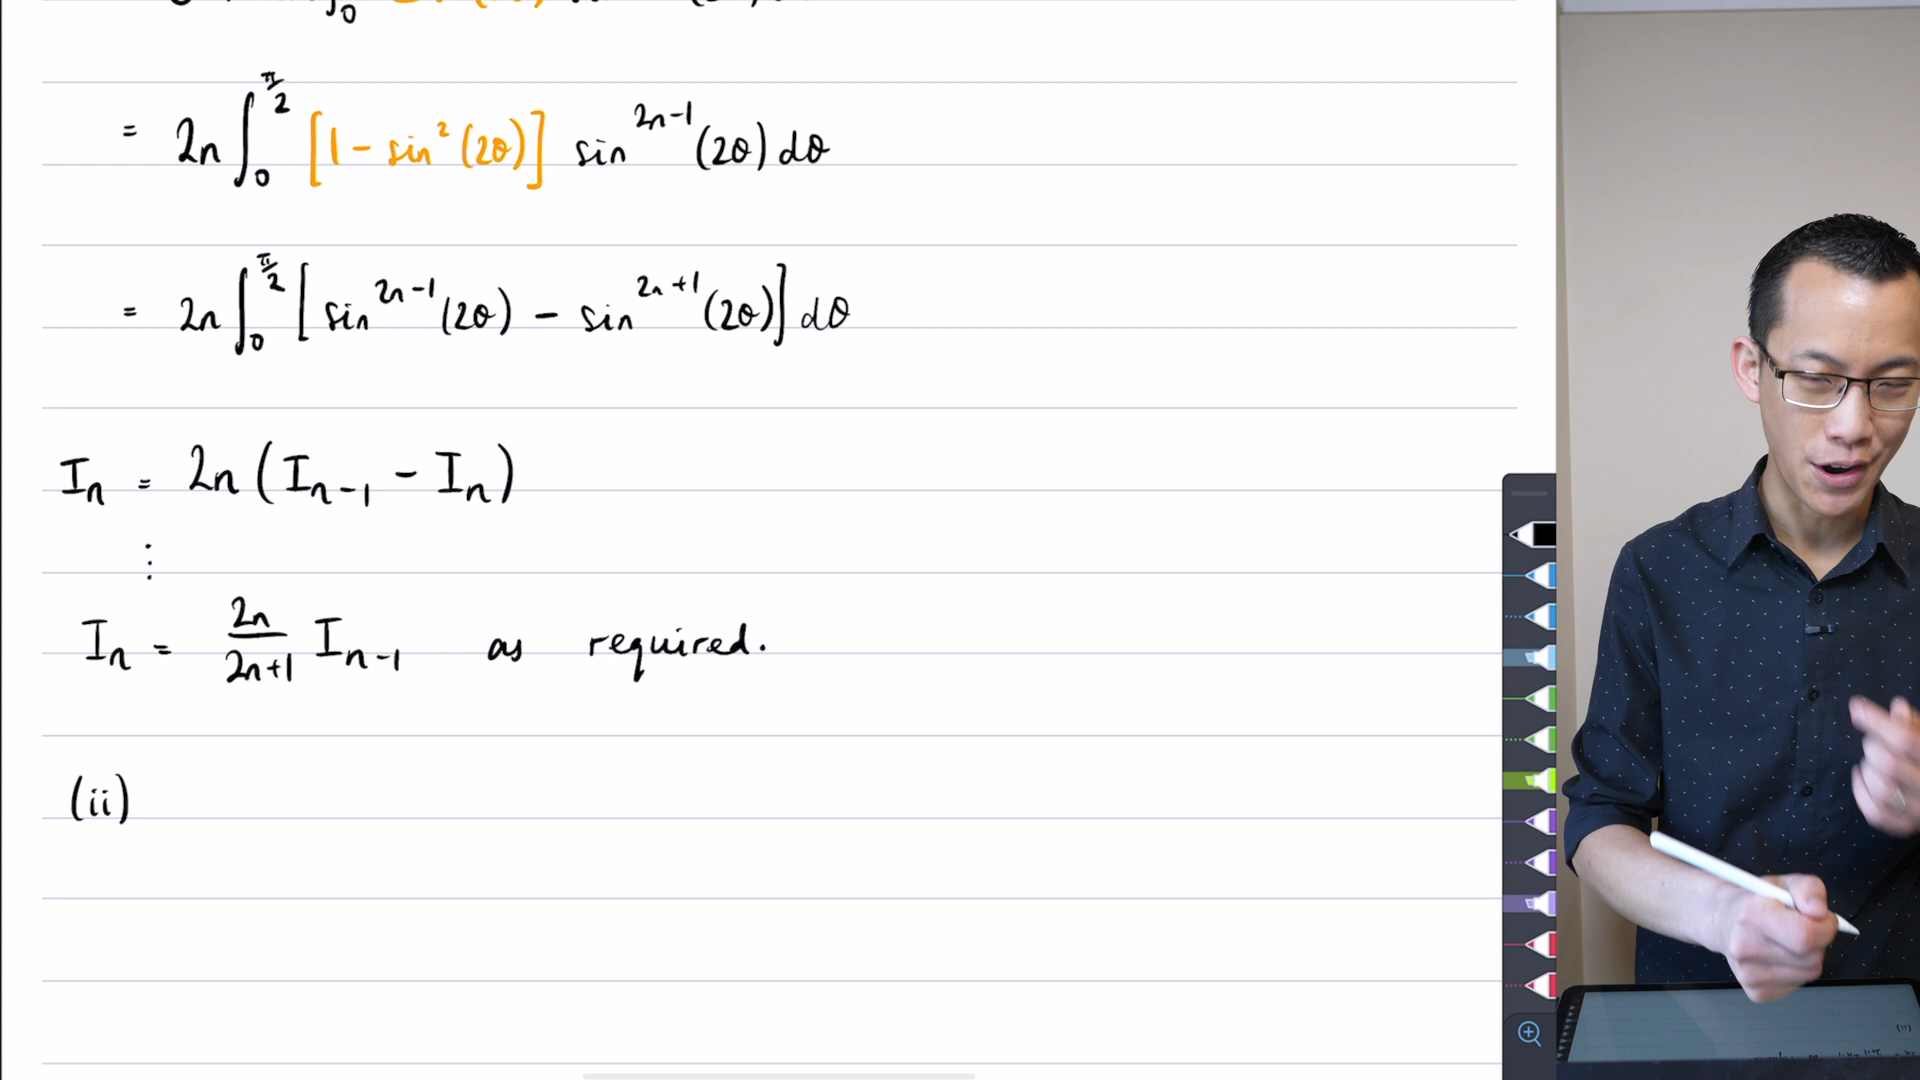 = 2n ∫₀^(π/2) [1 - sin²(2θ)] sin^(2n-1)(2θ) dθ
= 2n ∫₀^(π/2) [sin^(2n-1)(2θ) - sin^(2n+1)(2θ)] dθ
Iₙ = 2n (Iₙ₋₁ - Iₙ)
⋮
Iₙ = 2n/(2n+1) Iₙ₋₁ as required.
(ii)